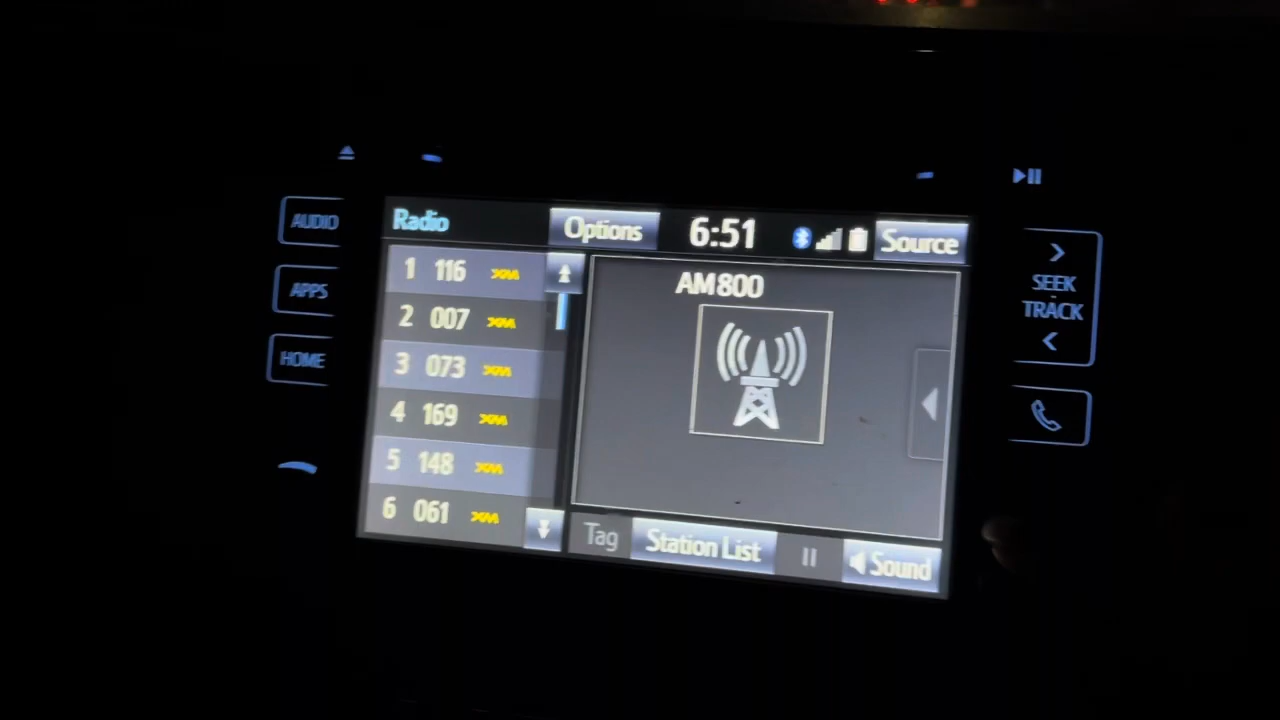 Radio Options 6:51 Source
AUDIO
APPS
HOME
1 116 XM
2 007 XM
3 073 XM
4 169 XM
5 148 XM
6 061 XM
AM800
Tag Station List Sound
SEEK
-
TRACK